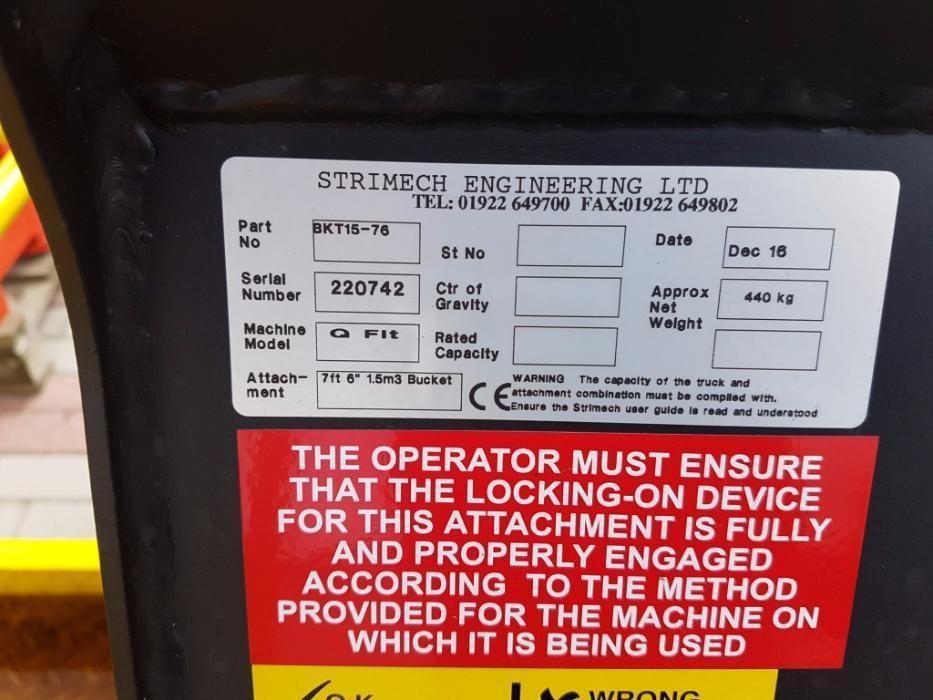 STRIMECH ENGINEERING LTD
TEL: 01922 649700 FAX:01922 649802
Part No BKT15-76 St No Date Dec 16
Serial Number 220742 Ctr of Gravity Approx Net Weight 440 kg
Machine Model Q Fit Rated Capacity
Attach-ment 7ft 6" 1.5m3 Bucket CE
WARNING The capacity of the truck and
attachment combination must be complied with.
Ensure the Strimech user guide is read and understood
THE OPERATOR MUST ENSURE
THAT THE LOCKING-ON DEVICE
FOR THIS ATTACHMENT IS FULLY
AND PROPERLY ENGAGED
ACCORDING TO THE METHOD
PROVIDED FOR THE MACHINE ON
WHICH IT IS BEING USED
WRONG